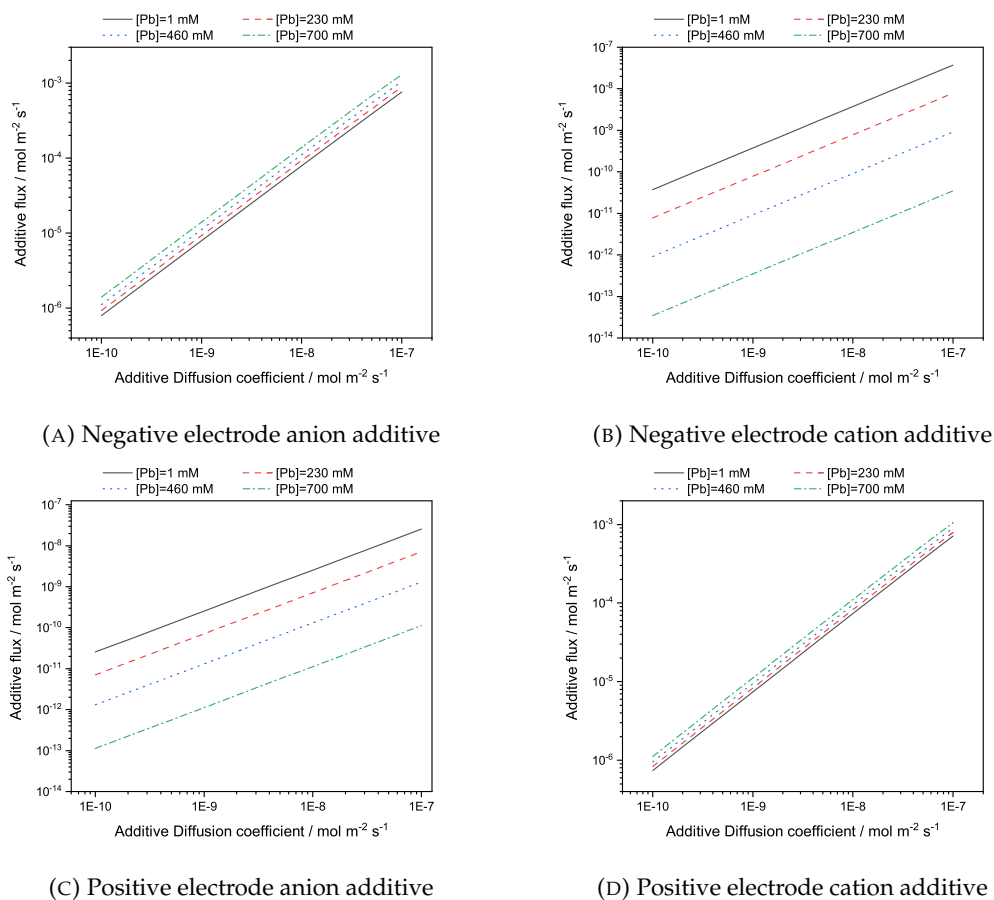 [Pb]=1 mM [Pb]=230 mM
[Pb]=460 mM [Pb]=700 mM
10⁻³
10⁻⁴
10⁻⁵
10⁻⁶
Additive flux / mol m⁻² s⁻¹
1E-10 1E-9 1E-8 1E-7
Additive Diffusion coefficient / mol m⁻² s⁻¹
(A) Negative electrode anion additive
[Pb]=1 mM [Pb]=230 mM
[Pb]=460 mM [Pb]=700 mM
10⁻⁷
10⁻⁸
10⁻⁹
10⁻¹⁰
10⁻¹¹
10⁻¹²
10⁻¹³
10⁻¹⁴
Additive flux / mol m⁻² s⁻¹
1E-10 1E-9 1E-8 1E-7
Additive Diffusion coefficient / mol m⁻² s⁻¹
(B) Negative electrode cation additive
[Pb]=1 mM [Pb]=230 mM
[Pb]=460 mM [Pb]=700 mM
10⁻⁷
10⁻⁸
10⁻⁹
10⁻¹⁰
10⁻¹¹
10⁻¹²
10⁻¹³
10⁻¹⁴
Additive flux / mol m⁻² s⁻¹
1E-10 1E-9 1E-8 1E-7
Additive Diffusion coefficient / mol m⁻² s⁻¹
(C) Positive electrode anion additive
[Pb]=1 mM [Pb]=230 mM
[Pb]=460 mM [Pb]=700 mM
10⁻³
10⁻⁴
10⁻⁵
10⁻⁶
Additive flux / mol m⁻² s⁻¹
1E-10 1E-9 1E-8 1E-7
Additive Diffusion coefficient / mol m⁻² s⁻¹
(D) Positive electrode cation additive